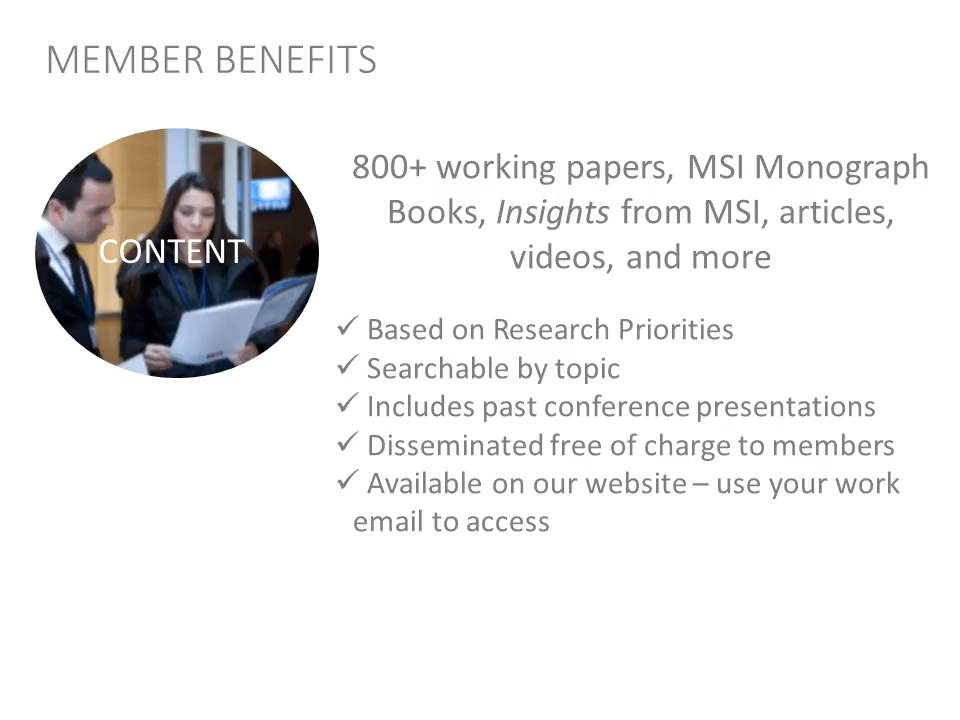 MEMBER BENEFITS
CONTENT
800+ working papers, MSI Monograph
Books, Insights from MSI, articles,
videos, and more
✓ Based on Research Priorities
✓ Searchable by topic
✓ Includes past conference presentations
✓ Disseminated free of charge to members
✓ Available on our website – use your work
email to access